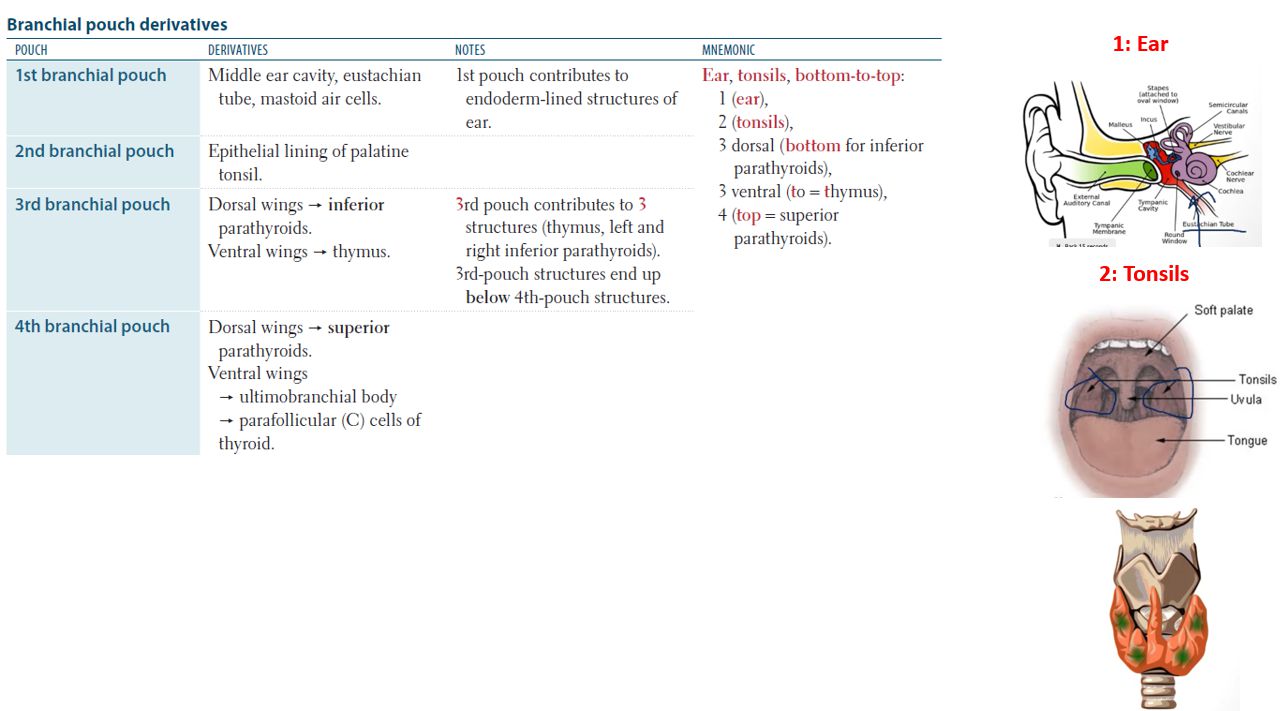 Branchial pouch derivatives
POUCH DERIVATIVES NOTES MNEMONIC
1st branchial pouch
Middle ear cavity, eustachian
tube, mastoid air cells.
1st pouch contributes to
endoderm-lined structures of
ear.
Ear, tonsils, bottom-to-top:
1 (ear),
2 (tonsils),
3 dorsal (bottom for inferior
parathyroids),
3 ventral (to = thymus),
4 (top = superior
parathyroids).
2nd branchial pouch
Epithelial lining of palatine
tonsil.
3rd branchial pouch
Dorsal wings → inferior
parathyroids.
Ventral wings → thymus.
3rd pouch contributes to 3
structures (thymus, left and
right inferior parathyroids).
3rd-pouch structures end up
below 4th-pouch structures.
4th branchial pouch
Dorsal wings → superior
parathyroids.
Ventral wings
→ ultimobranchial body
→ parafollicular (C) cells of
thyroid.
1: Ear
Stapes
(attached to
oval window)
Semicircular
Canals
Incus
Malleus
Vestibular
Nerve
Cochlear
Nerve
Cochlea
External
Auditory Canal
Tympanic
Cavity
Eustachian Tube
Tympanic
Membrane
Round
Window
2: Tonsils
Soft palate
Tonsils
Uvula
Tongue